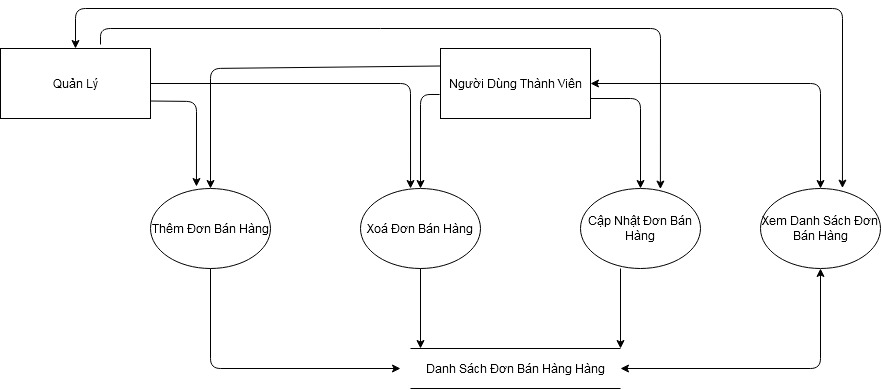 Quản Lý
Người Dùng Thành Viên
Thêm Đơn Bán Hàng
Xoá Đơn Bán Hàng
Cập Nhật Đơn Bán
Hàng
Xem Danh Sách Đơn
Bán Hàng
Danh Sách Đơn Bán Hàng Hàng